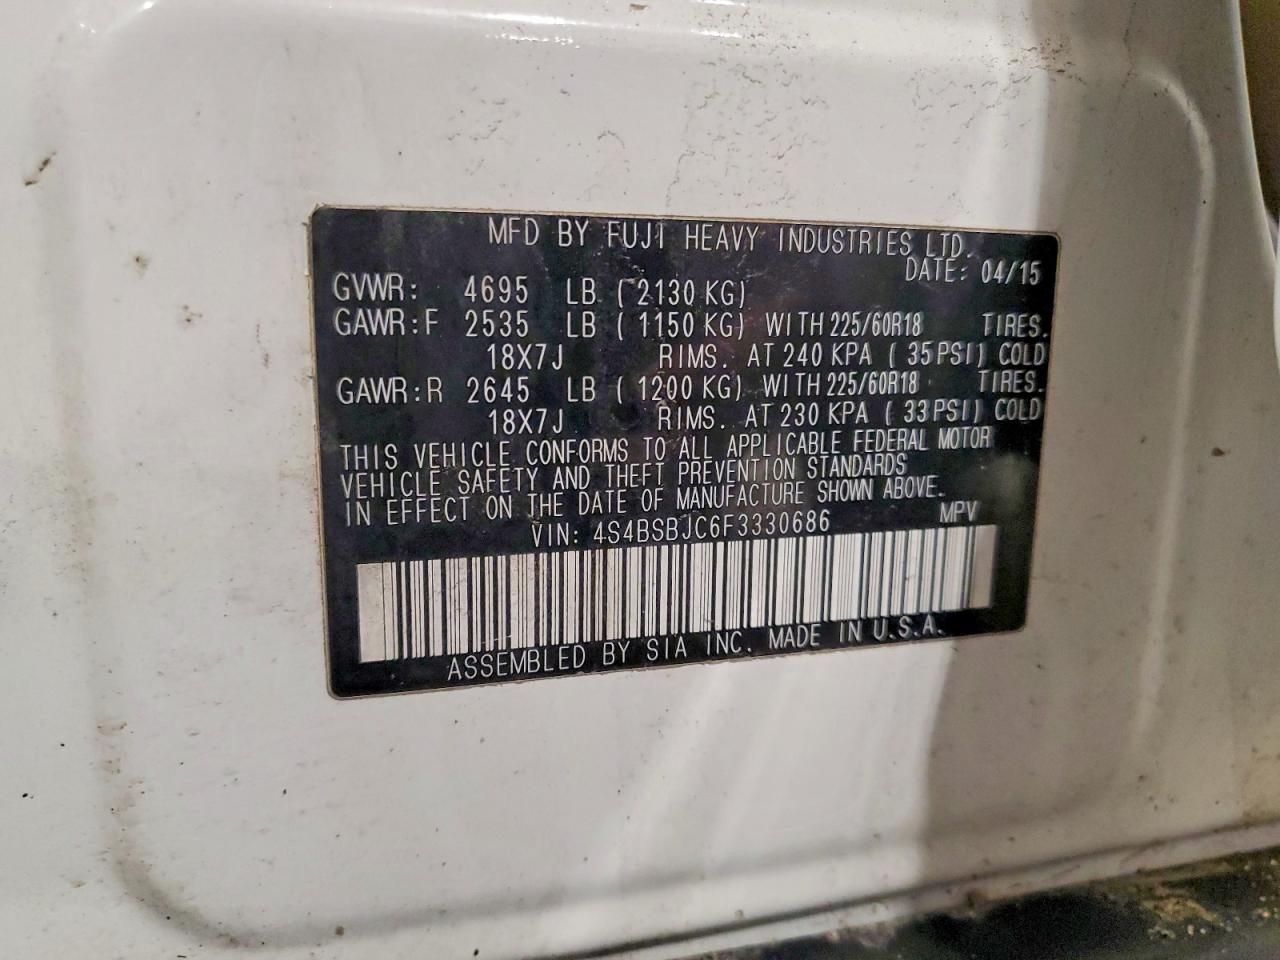 MFD BY FUJI HEAVY INDUSTRIES LTD.
DATE: 04/15
GVWR: 4695 LB (2130 KG)
GAWR:F 2535 LB (1150 KG) WITH 225/60R18 TIRES.
18X7J RIMS. AT 240 KPA (35PSI) COLD
GAWR:R 2645 LB (1200 KG) WITH 225/60R18 TIRES.
18X7J RIMS. AT 230 KPA (33PSI) COLD
THIS VEHICLE CONFORMS TO ALL APPLICABLE FEDERAL MOTOR
VEHICLE SAFETY AND THEFT PREVENTION STANDARDS
IN EFFECT ON THE DATE OF MANUFACTURE SHOWN ABOVE.
VIN: 4S4BSBJC6F3330686 MPV
ASSEMBLED BY SIA INC. MADE IN U.S.A.